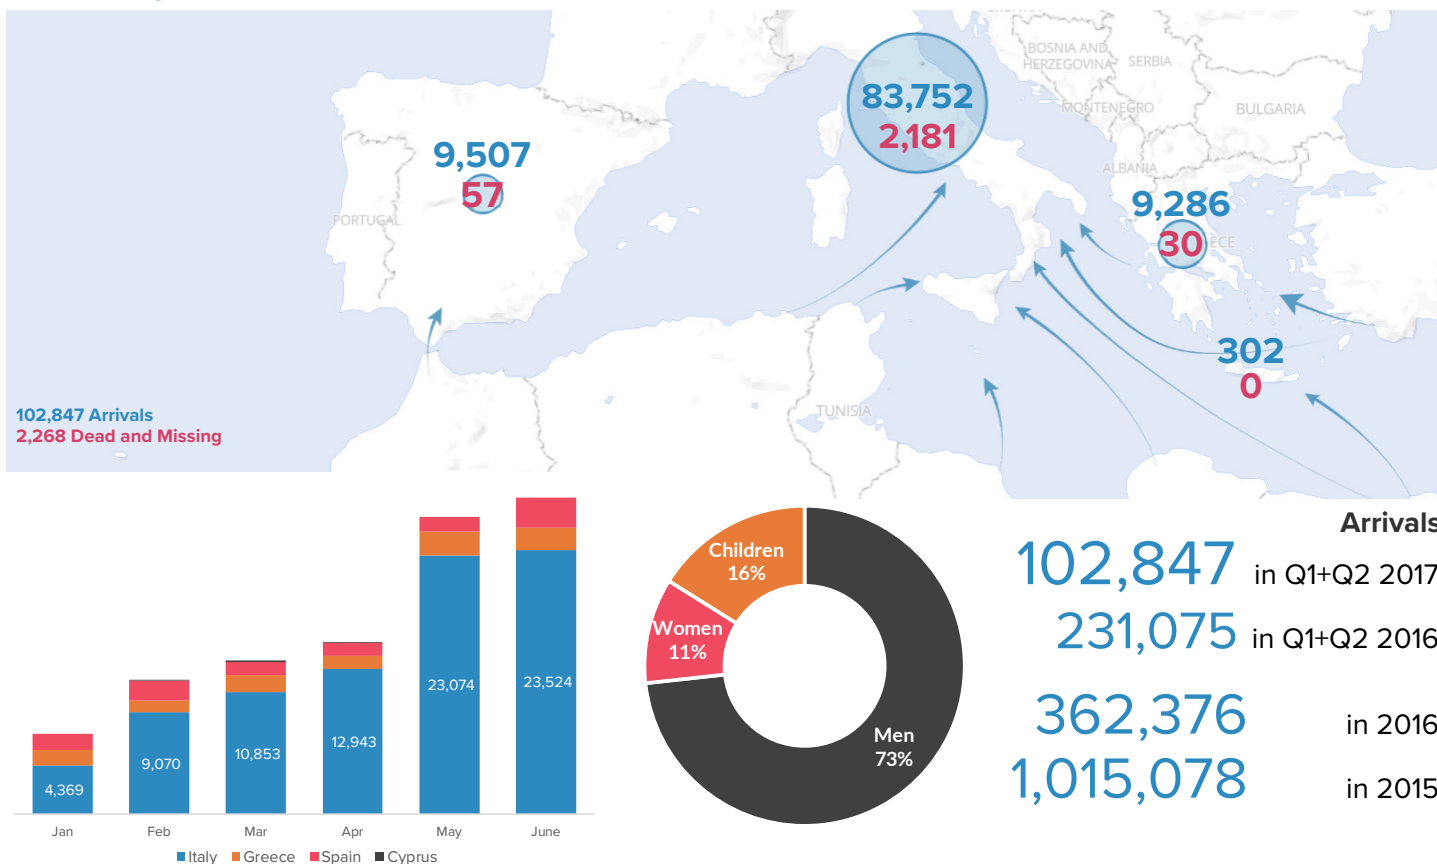 BOSNIA AND
HERZEGOVINA
SERBIA
MONTENEGRO
BULGARIA
ALBANIA
83,752
2,181
9,507
57
PORTUGAL
9,286
30
ECE
302
0
TUNISIA
102,847 Arrivals
2,268 Dead and Missing
4,369
9,070
10,853
12,943
23,074
23,524
Jan
Feb
Mar
Apr
May
June
Italy
Greece
Spain
Cyprus
Children
16%
Women
11%
Men
73%
Arrivals
102,847 in Q1+Q2 2017
231,075 in Q1+Q2 2016
362,376 in 2016
1,015,078 in 2015